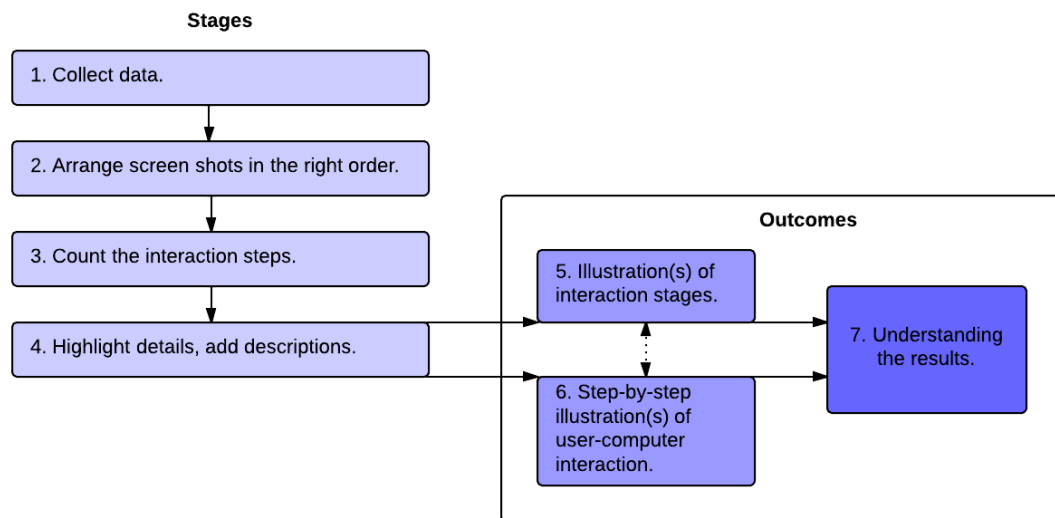 Stages
1. Collect data.
2. Arrange screen shots in the right order.
3. Count the interaction steps.
4. Highlight details, add descriptions.
Outcomes
5. Illustration(s) of
interaction stages.
6. Step-by-step
illustration(s) of
user-computer
interaction.
7. Understanding
the results.